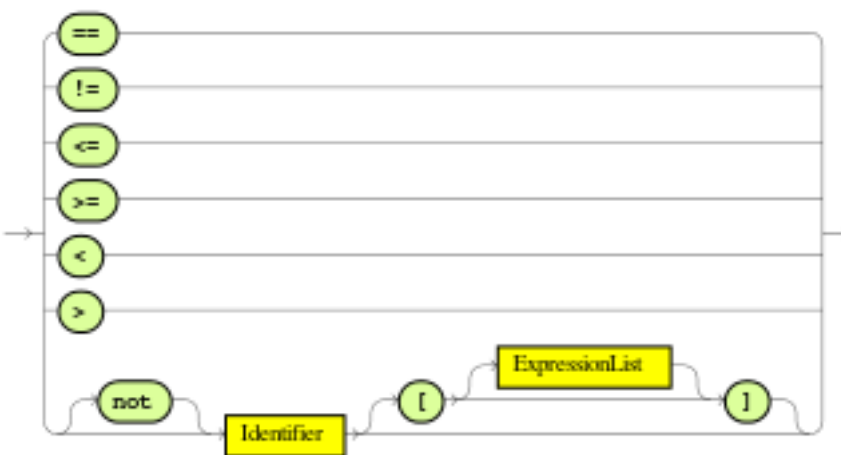 ==
!=
<=
>=
<
>
ExpressionList
not [ ]
Identifier